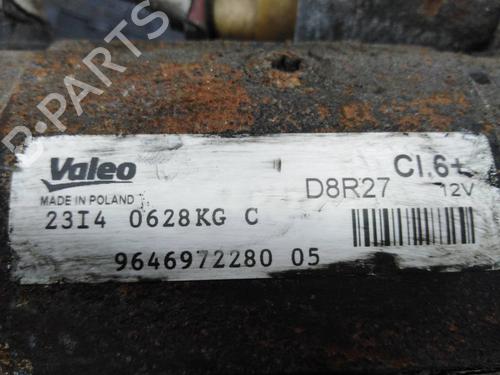 B-PARTS
Valeo
MADE IN POLAND
D8R27
CI.6+
12V
23I4 0628KG C
9646972280 05